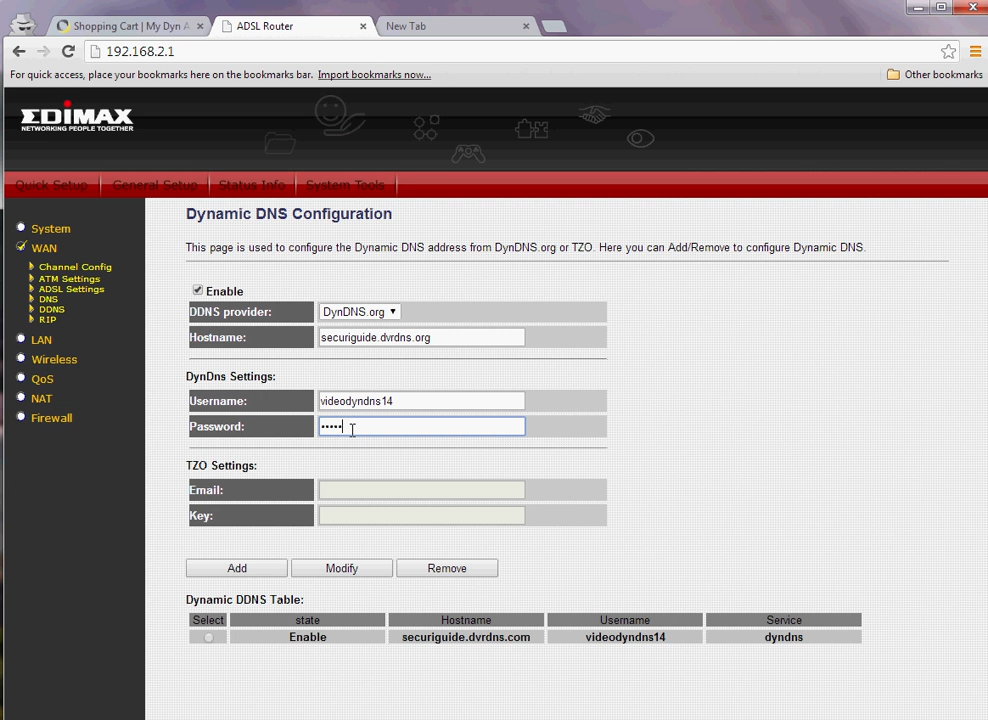 Shopping Cart | My Dyn A
ADSL Router
New Tab
192.168.2.1
For quick access, place your bookmarks here on the bookmarks bar. Import bookmarks now...
Other bookmarks
EDIMAX
NETWORKING PEOPLE TOGETHER
Quick Setup
General Setup
Status Info
System Tools
System
WAN
Channel Config
ATM Settings
ADSL Settings
DNS
DDNS
RIP
LAN
Wireless
QoS
NAT
Firewall
Dynamic DNS Configuration
This page is used to configure the Dynamic DNS address from DynDNS.org or TZO. Here you can Add/Remove to configure Dynamic DNS.
Enable
DDNS provider: DynDNS.org
Hostname: securiguide.dvrdns.org
DynDns Settings:
Username: videodyndns14
Password: •••••
TZO Settings:
Email:
Key:
Add Modify Remove
Dynamic DDNS Table:
Select state Hostname Username Service
Enable securiguide.dvrdns.com videodyndns14 dyndns